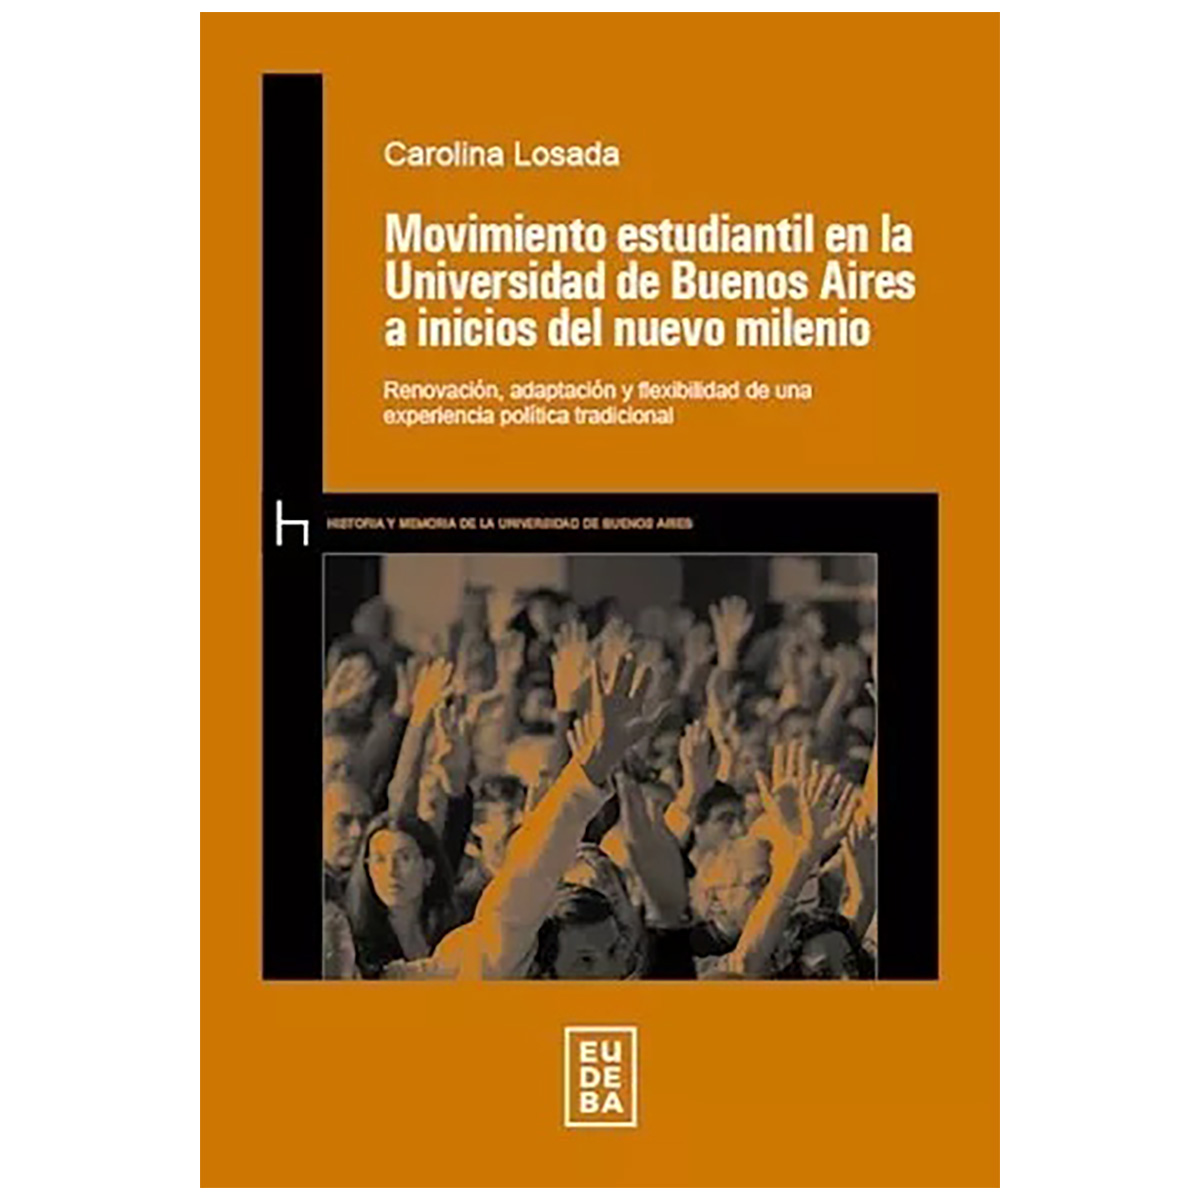 Carolina Losada
Movimiento estudiantil en la
Universidad de Buenos Aires
a inicios del nuevo milenio
Renovación, adaptación y flexibilidad de una
experiencia política tradicional
HISTORIA Y MEMORIA DE LA UNIVERSIDAD DE BUENOS AIRES
EU
DE
BA